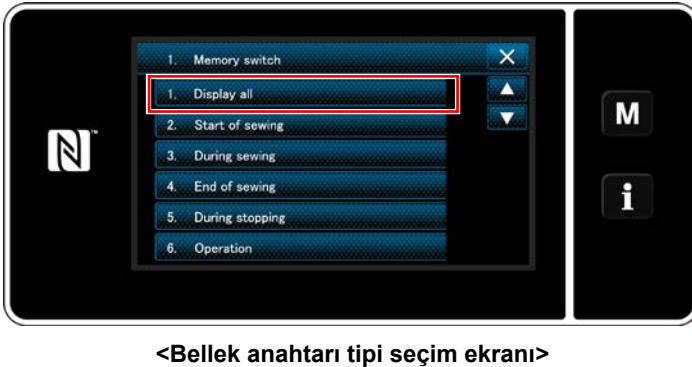 1. Memory switch
1. Display all
2. Start of sewing
3. During sewing
4. End of sewing
5. During stopping
6. Operation
M
i
<Bellek anahtarı tipi seçim ekranı>